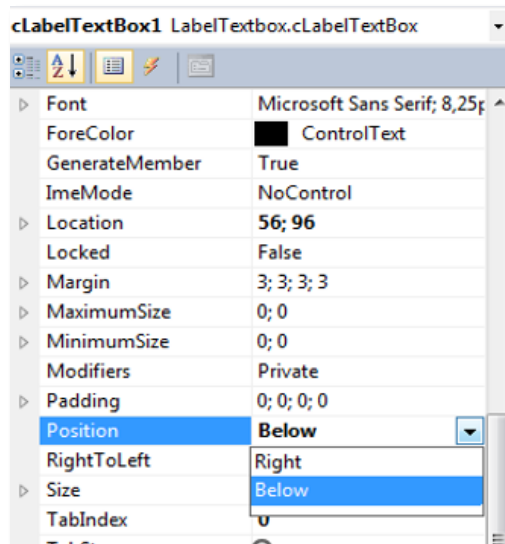 cLabelTextBox1 LabelTextbox.cLabelTextBox
Font Microsoft Sans Serif; 8,25p
ForeColor ControlText
GenerateMember True
ImeMode NoControl
Location 56; 96
Locked False
Margin 3; 3; 3; 3
MaximumSize 0; 0
MinimumSize 0; 0
Modifiers Private
Padding 0; 0; 0; 0
Position Below
RightToLeft Right
Size Below
TabIndex 0